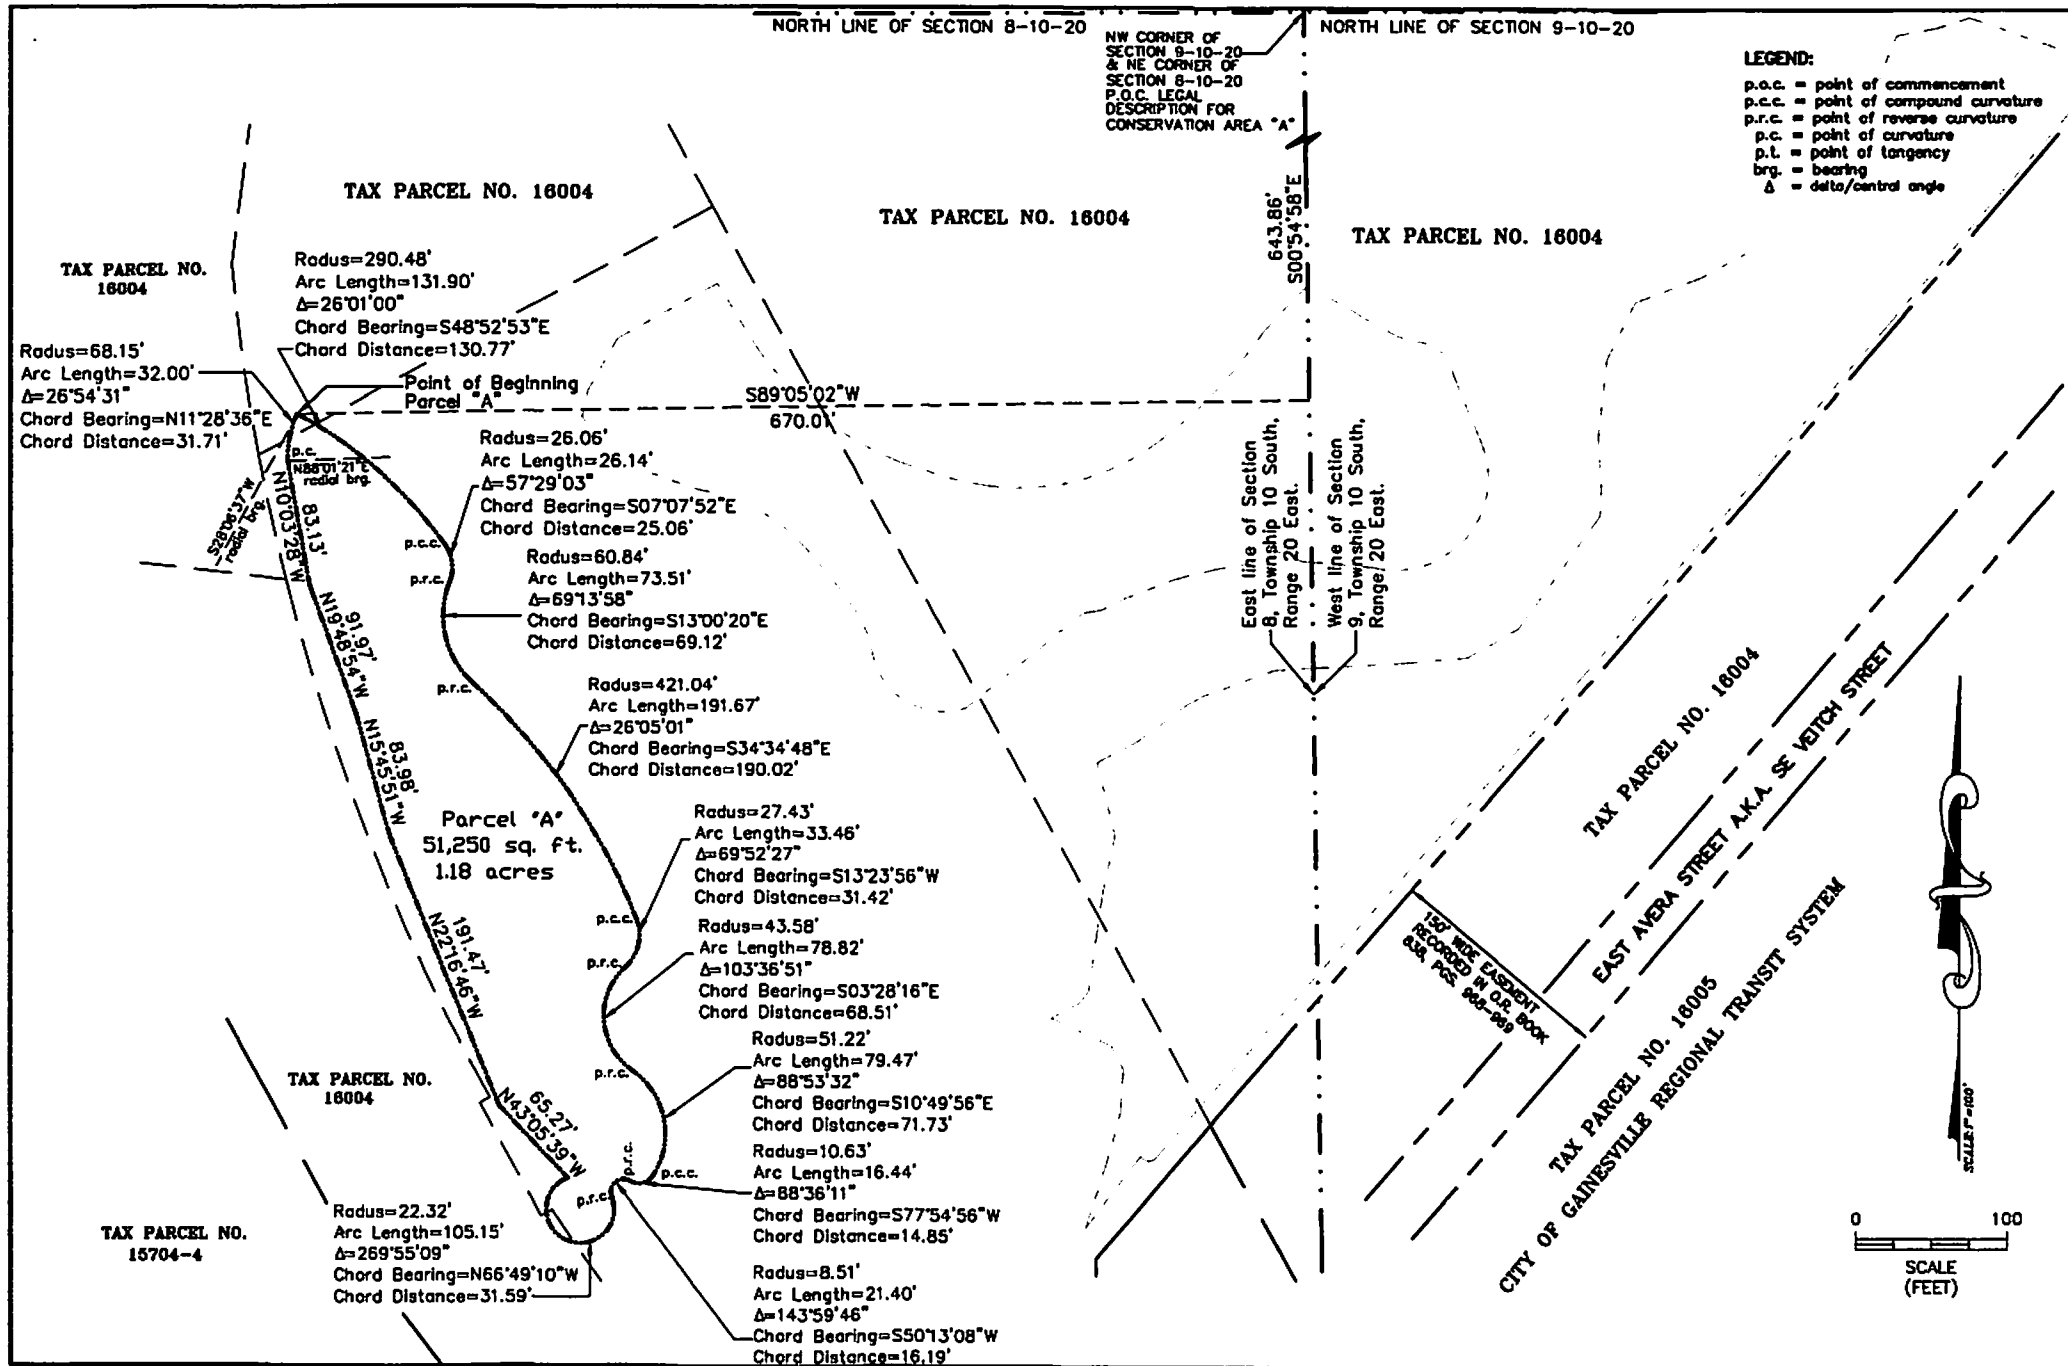 NORTH LINE OF SECTION 8-10-20
NORTH LINE OF SECTION 9-10-20
NW CORNER OF
SECTION 9-10-20
& NE CORNER OF
SECTION 8-10-20
P.O.C. LEGAL
DESCRIPTION FOR
CONSERVATION AREA "A"
LEGEND:
p.o.c. = point of commencement
p.c.c. = point of compound curvature
p.r.c. = point of reverse curvature
p.c. = point of curvature
p.t. = point of tangency
brg. = bearing
Δ = delta/central angle
TAX PARCEL NO. 16004
TAX PARCEL NO. 16004
TAX PARCEL NO. 16004
643.86'
S00°54'58"E
TAX PARCEL NO.
16004
Radus=290.48'
Arc Length=131.90'
Δ=26°01'00"
Chord Bearing=S48°52'53"E
Chord Distance=130.77'
Radus=68.15'
Arc Length=32.00'
Δ=26°54'31"
Chord Bearing=N11°28'36"E
Chord Distance=31.71'
Point of Beginning
Parcel "A"
S89°05'02"W
670.01'
p.c.
N88°01'21"E
radial brg.
S28°06'37"W
radial brg.
83.13'
N10°03'28"W
Radus=26.06'
Arc Length=26.14'
Δ=57°29'03"
Chord Bearing=S07°07'52"E
Chord Distance=25.06'
p.c.c.
p.r.c.
Radus=60.84'
Arc Length=73.51'
Δ=69°13'58"
Chord Bearing=S13°00'20"E
Chord Distance=69.12'
East line of Section
8, Township 10 South,
Range 20 East.
West line of Section
9, Township 10 South,
Range 20 East.
91.97'
N19°48'54"W
p.r.c.
Radus=421.04'
Arc Length=191.67'
Δ=26°05'01"
Chord Bearing=S34°34'48"E
Chord Distance=190.02'
83.98'
N15°45'51"W
Parcel "A"
51,250 sq. ft.
1.18 acres
Radus=27.43'
Arc Length=33.46'
Δ=69°52'27"
Chord Bearing=S13°23'56"W
Chord Distance=31.42'
p.c.c.
191.47'
N22°16'46"W
Radus=43.58'
Arc Length=78.82'
Δ=103°36'51"
Chord Bearing=S03°28'16"E
Chord Distance=68.51'
p.r.c.
Radus=51.22'
Arc Length=79.47'
Δ=88°53'32"
Chord Bearing=S10°49'56"E
Chord Distance=71.73'
p.r.c.
TAX PARCEL NO.
16004
65.27'
N43°05'39"W
p.r.c.
p.c.c.
p.r.c.
Radus=10.63'
Arc Length=16.44'
Δ=88°36'11"
Chord Bearing=S77°54'56"W
Chord Distance=14.85'
Radus=22.32'
Arc Length=105.15'
Δ=269°55'09"
Chord Bearing=N66°49'10"W
Chord Distance=31.59'
TAX PARCEL NO.
15704-4
Radus=8.51'
Arc Length=21.40'
Δ=143°59'46"
Chord Bearing=S50°13'08"W
Chord Distance=16.19'
TAX PARCEL NO. 16004
EAST AVERA STREET A.K.A. SE VEITCH STREET
150' WIDE EASEMENT
RECORDED IN O.R. BOOK
838, PGS. 968-969
TAX PARCEL NO. 16005
CITY OF GAINESVILLE REGIONAL TRANSIT SYSTEM
SCALE: 1"=100'
0 100
SCALE
(FEET)